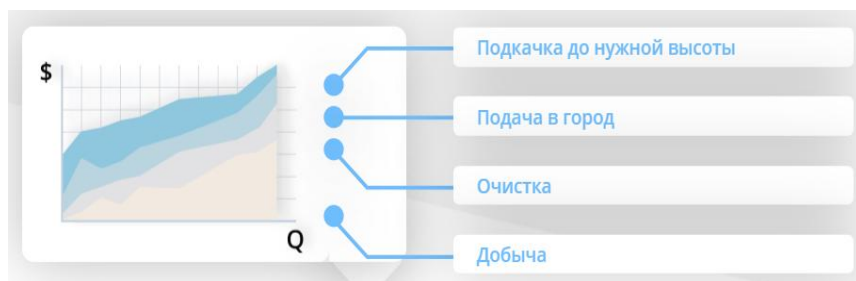 $
Q
Подкачка до нужной высоты
Подача в город
Очистка
Добыча